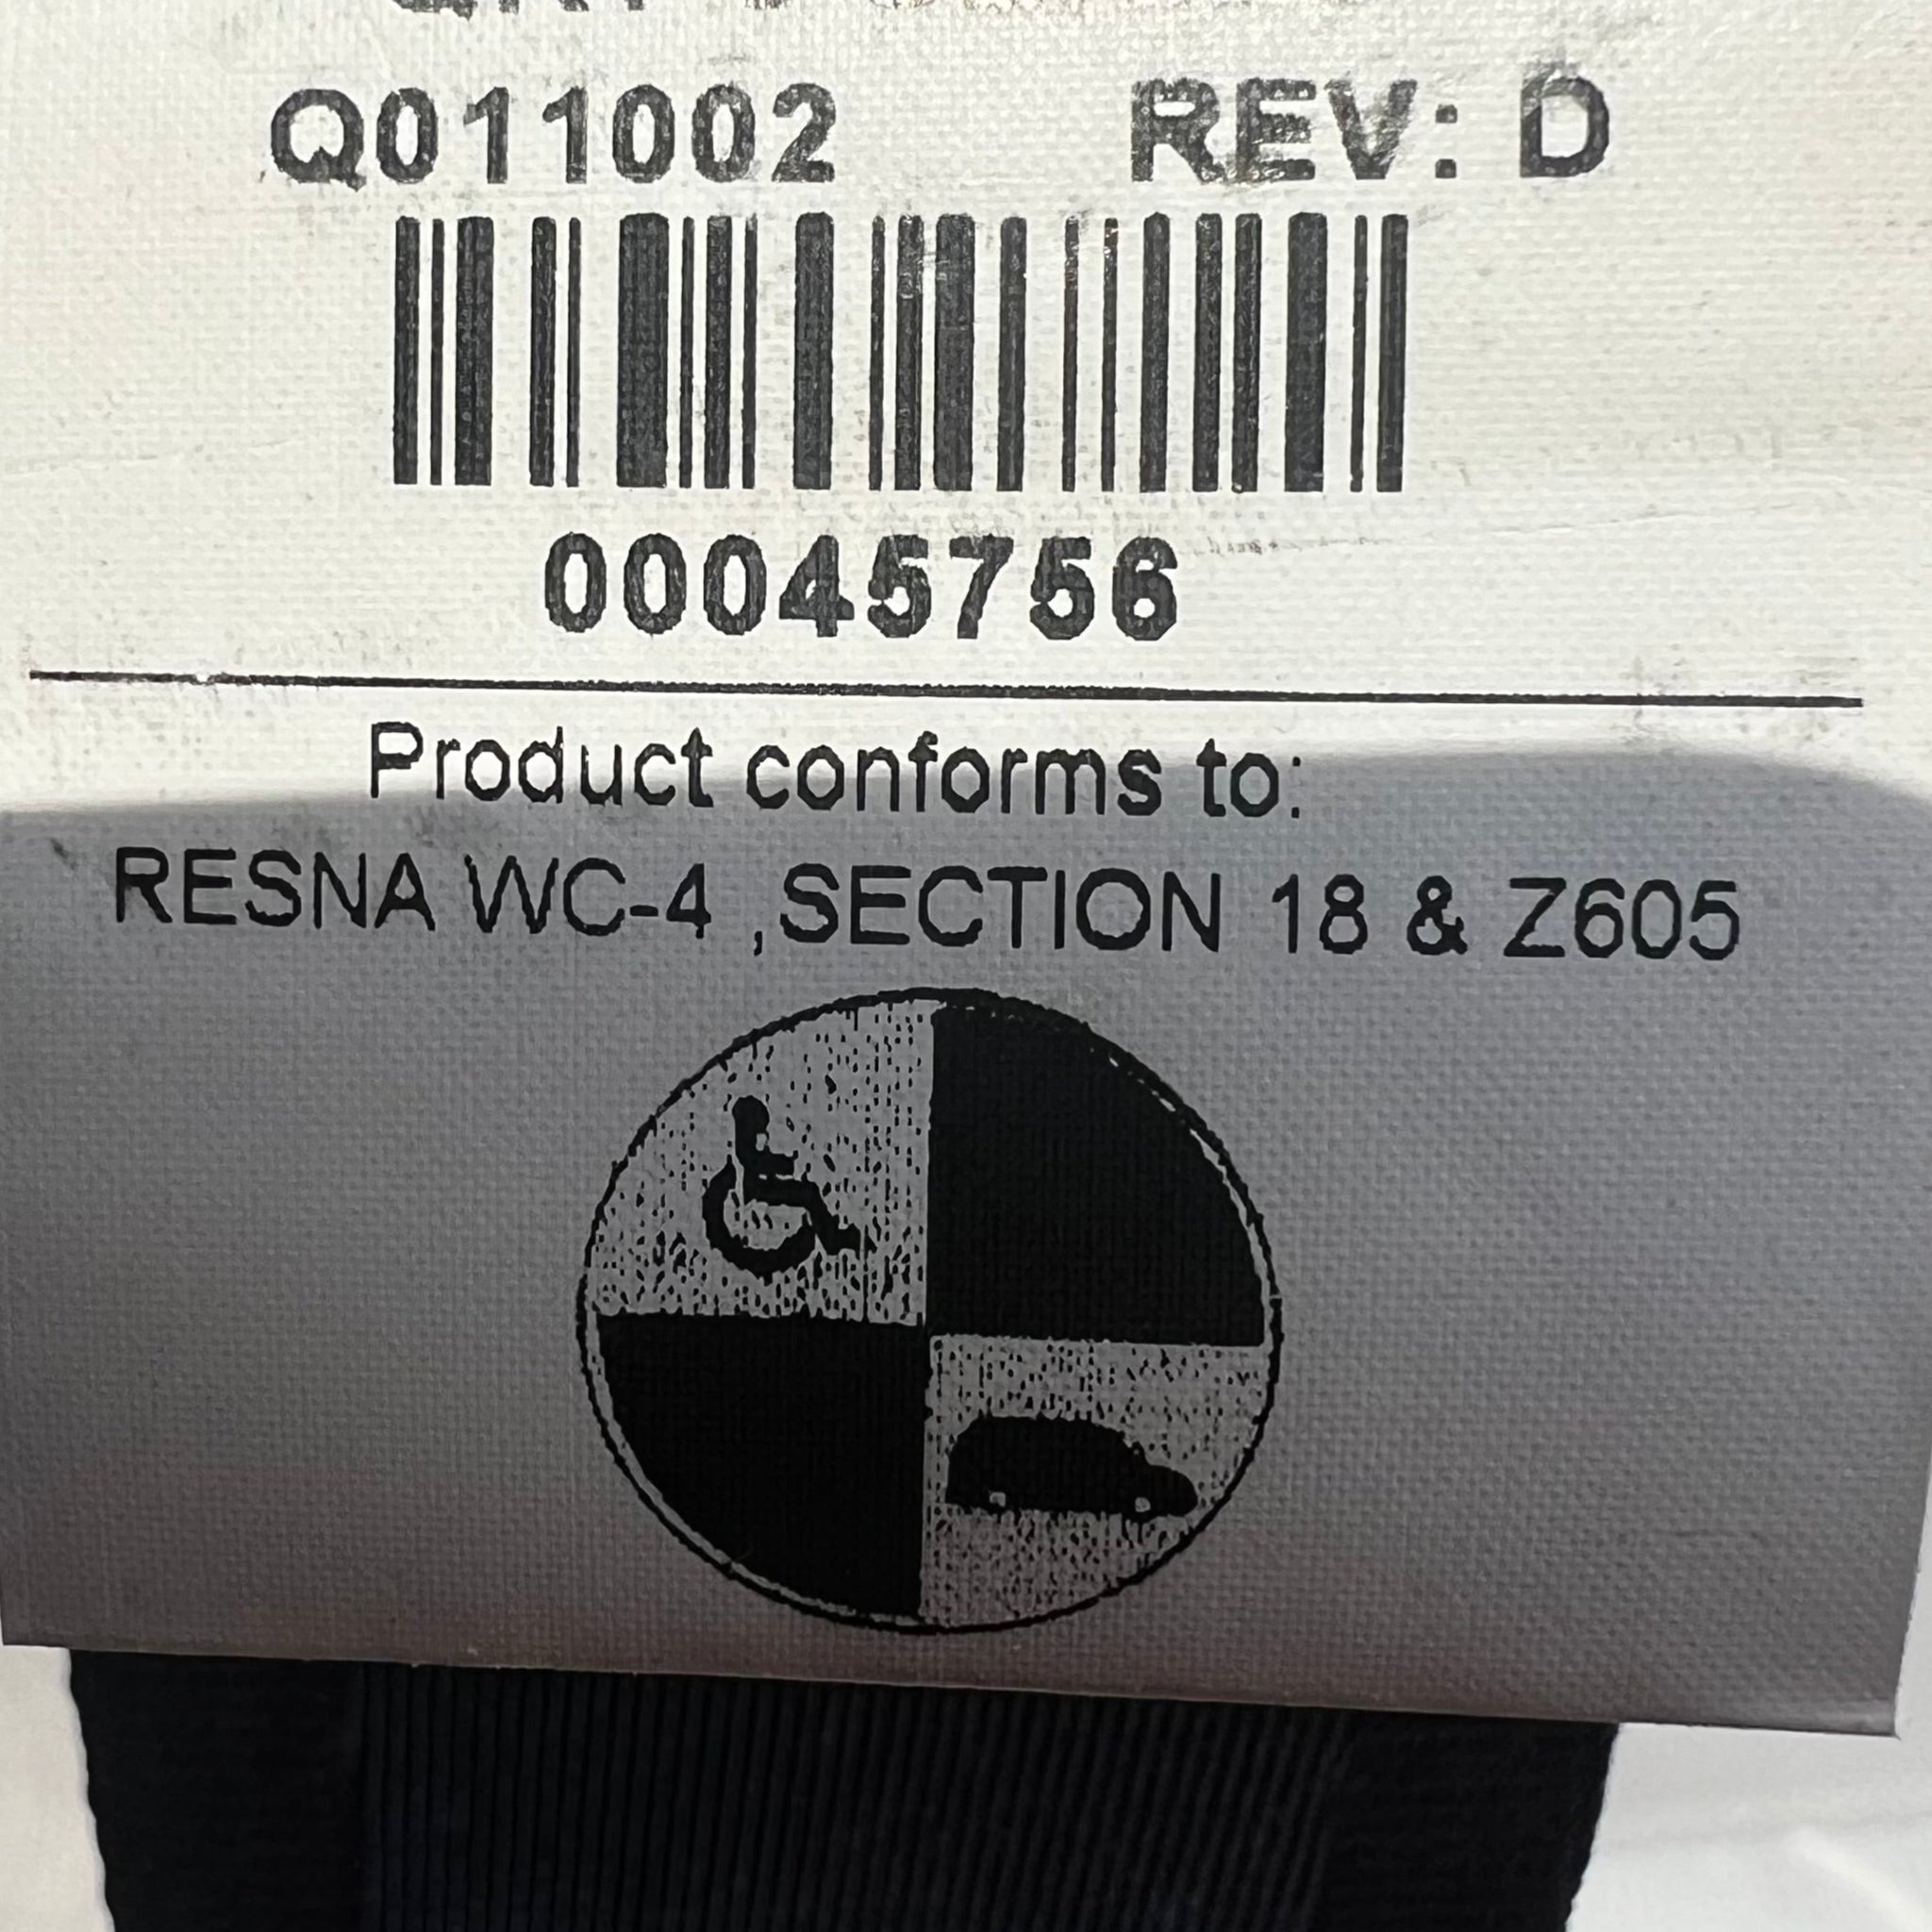 Q011002 REV: D
00045756
Product conforms to:
RESNA WC-4 ,SECTION 18 & Z605